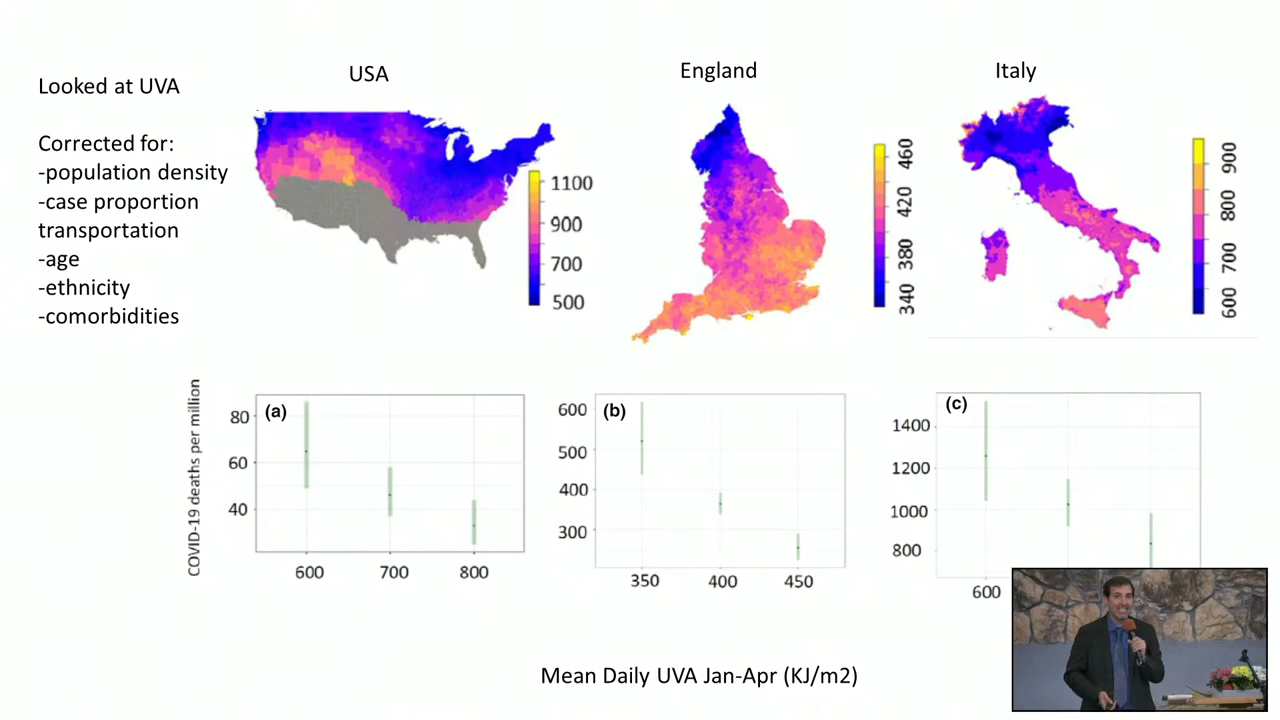 Looked at UVA
Corrected for:
-population density
-case proportion
transportation
-age
-ethnicity
-comorbidities
USA
1100
900
700
500
England
460
420
380
340
Italy
900
800
700
600
COVID-19 deaths per million
(a)
80
60
40
600 700 800
(b)
600
500
400
300
350 400 450
(c)
1400
1200
1000
800
600
Mean Daily UVA Jan-Apr (KJ/m2)